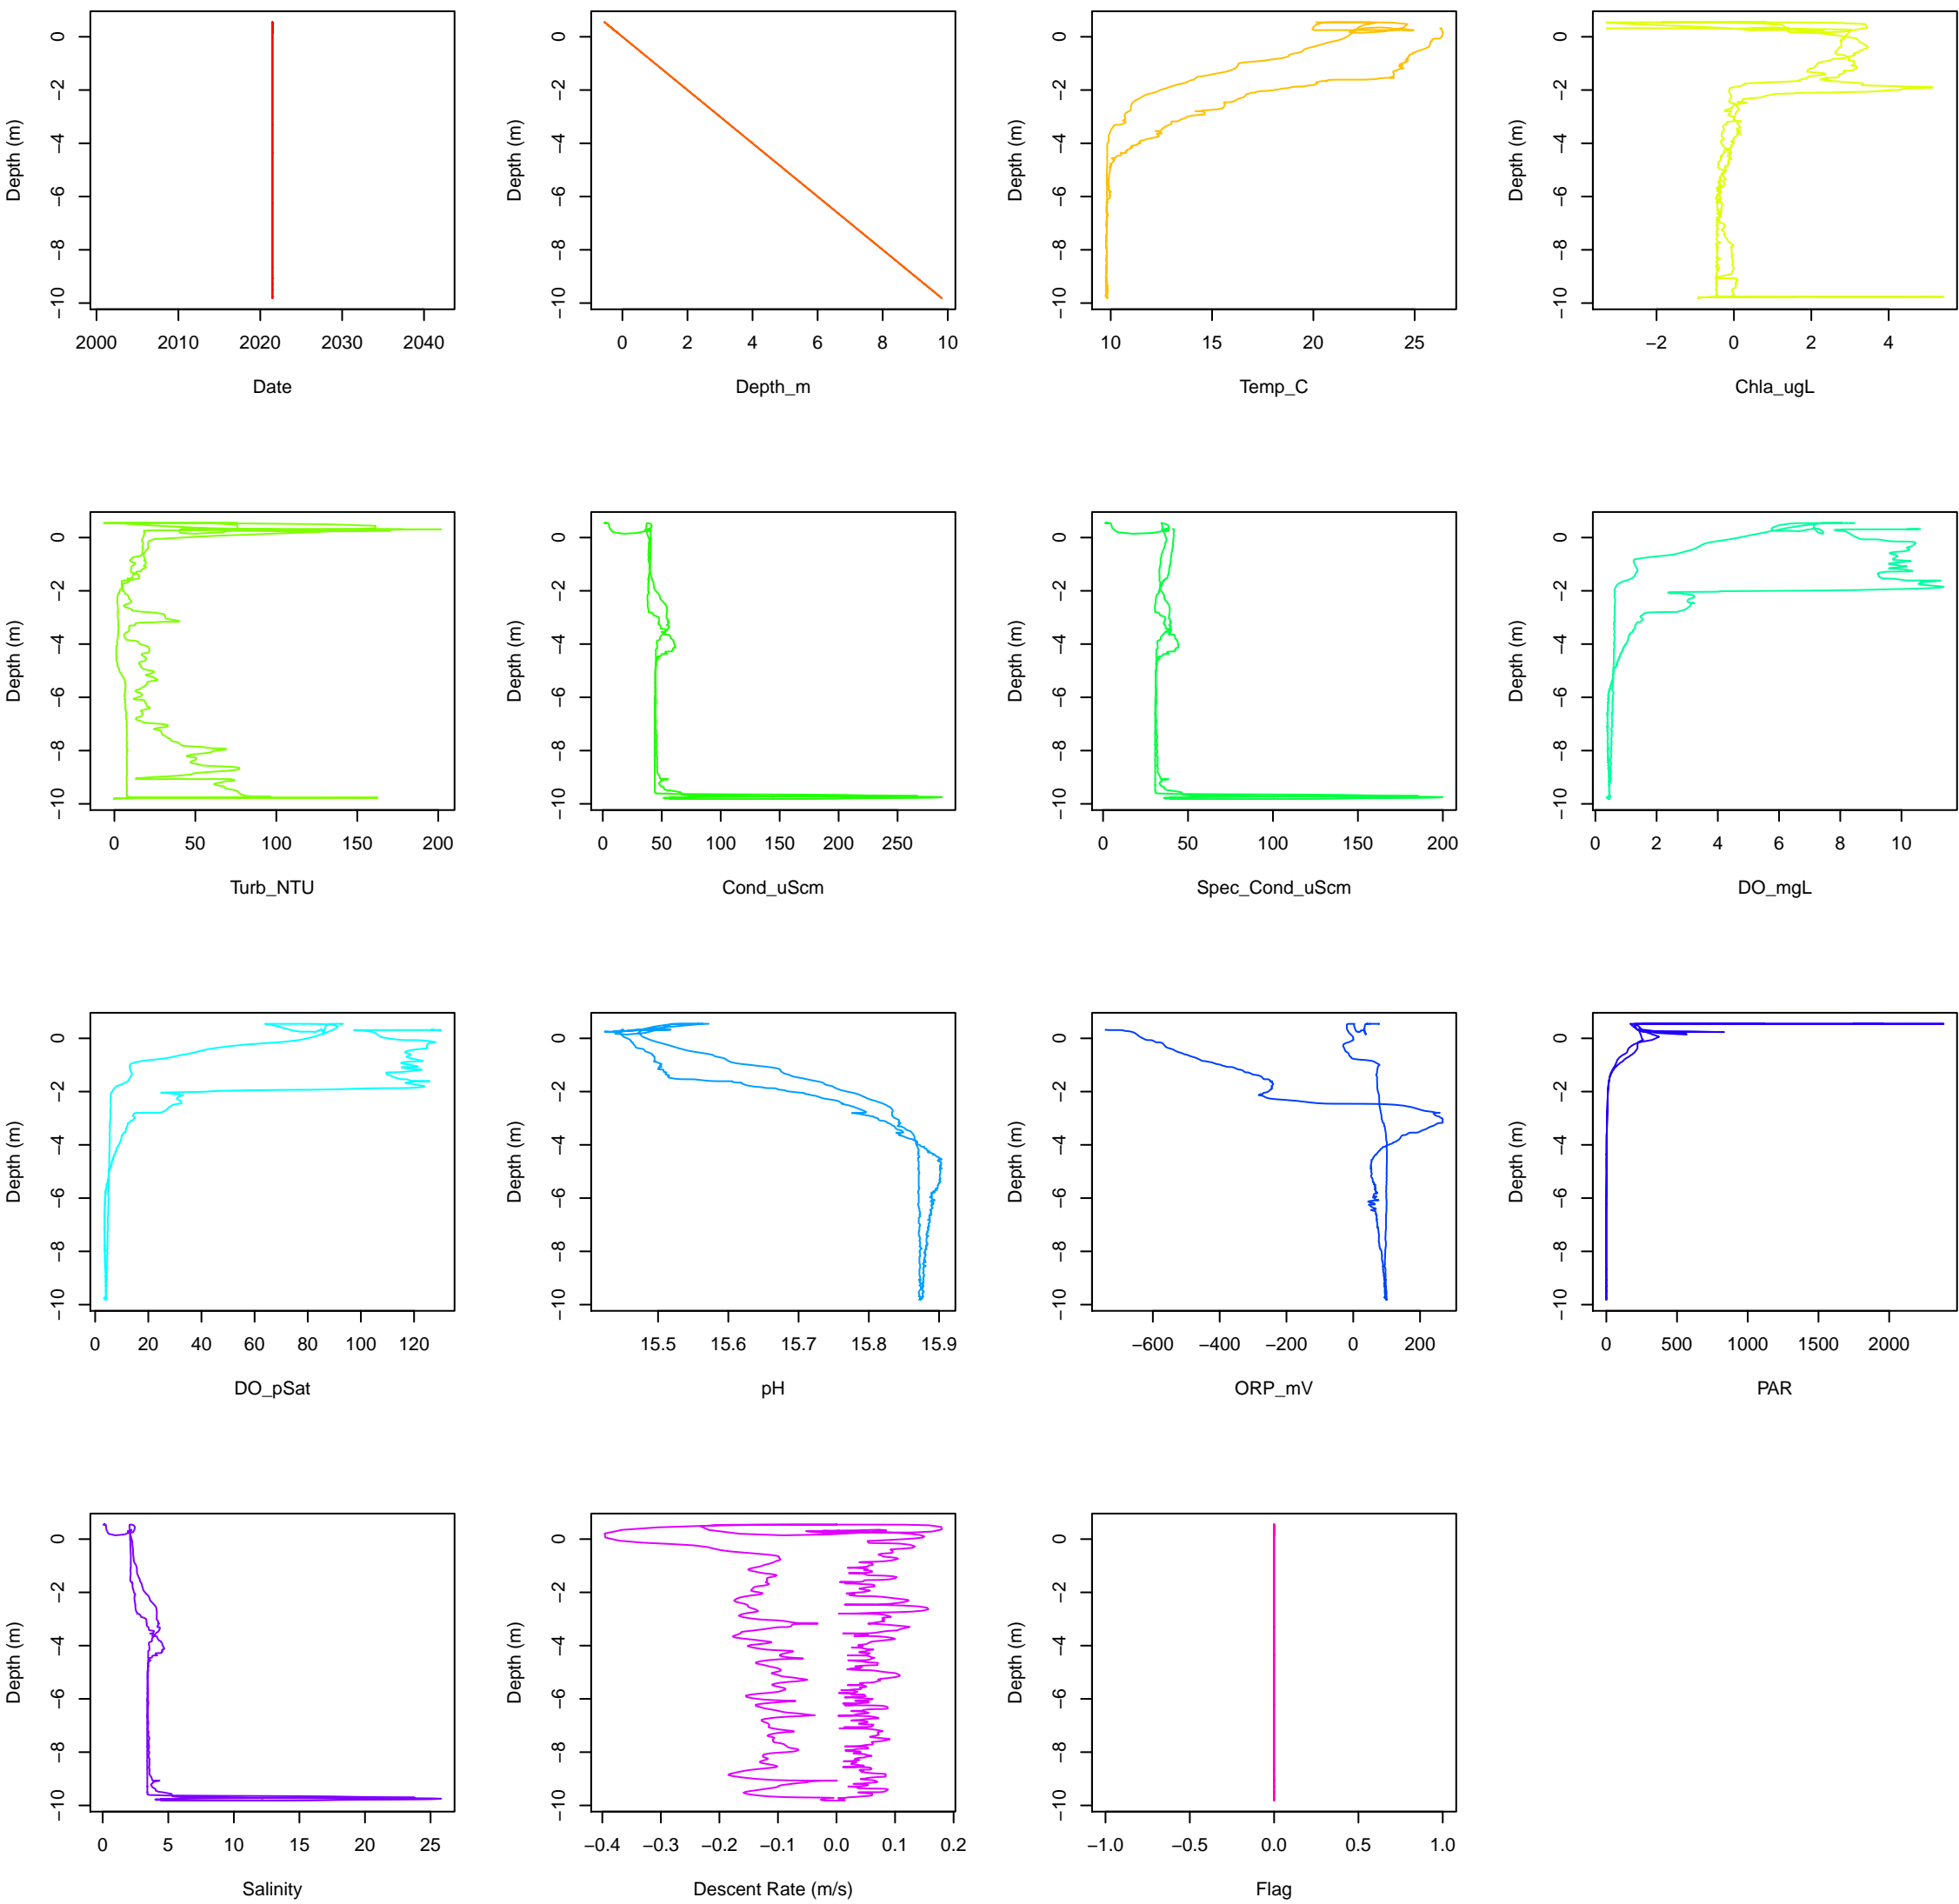 Depth (m)
0
−2
−4
−6
−8
−10
2000 2010 2020 2030 2040
Date
Depth (m)
0
−2
−4
−6
−8
−10
0 2 4 6 8 10
Depth_m
Depth (m)
0
−2
−4
−6
−8
−10
10 15 20 25
Temp_C
Depth (m)
0
−2
−4
−6
−8
−10
−2 0 2 4
Chla_ugL
Depth (m)
0
−2
−4
−6
−8
−10
0 50 100 150 200
Turb_NTU
Depth (m)
0
−2
−4
−6
−8
−10
0 50 100 150 200 250
Cond_uScm
Depth (m)
0
−2
−4
−6
−8
−10
0 50 100 150 200
Spec_Cond_uScm
Depth (m)
0
−2
−4
−6
−8
−10
0 2 4 6 8 10
DO_mgL
Depth (m)
0
−2
−4
−6
−8
−10
0 20 40 60 80 100 120
DO_pSat
Depth (m)
0
−2
−4
−6
−8
−10
15.5 15.6 15.7 15.8 15.9
pH
Depth (m)
0
−2
−4
−6
−8
−10
−600 −400 −200 0 200
ORP_mV
Depth (m)
0
−2
−4
−6
−8
−10
0 500 1000 1500 2000
PAR
Depth (m)
0
−2
−4
−6
−8
−10
0 5 10 15 20 25
Salinity
Depth (m)
0
−2
−4
−6
−8
−10
−0.4 −0.3 −0.2 −0.1 0.0 0.1 0.2
Descent Rate (m/s)
Depth (m)
0
−2
−4
−6
−8
−10
−1.0 −0.5 0.0 0.5 1.0
Flag